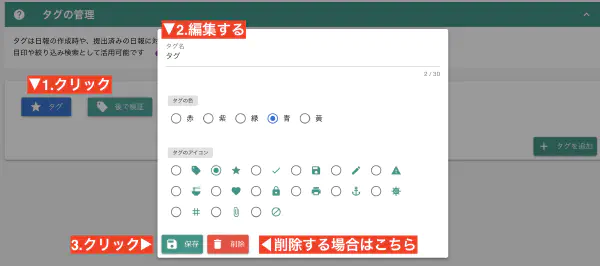 タグの管理
タグは日報の作成時や、提出済みの日報に対
目印や絞り込み検索として活用可能です
▼1.クリック
タグ
後で検証
▼2.編集する
タグ名
タグ
2 / 30
タグの色
赤
紫
緑
青
黄
タグのアイコン
3.クリック▶
保存
削除
◀削除する場合はこちら
タグを追加